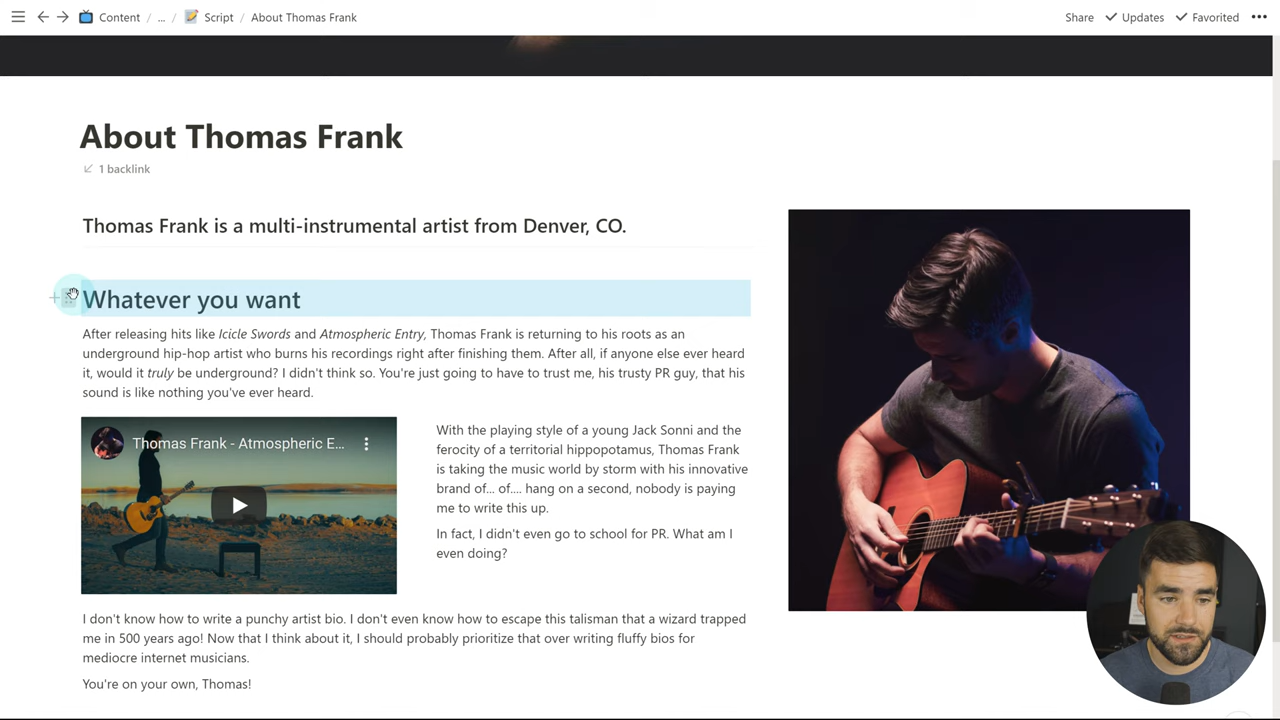 Content / ... / Script / About Thomas Frank
Share Updates Favorited
About Thomas Frank
1 backlink
Thomas Frank is a multi-instrumental artist from Denver, CO.
Whatever you want
After releasing hits like Icicle Swords and Atmospheric Entry, Thomas Frank is returning to his roots as an
underground hip-hop artist who burns his recordings right after finishing them. After all, if anyone else ever heard
it, would it truly be underground? I didn't think so. You're just going to have to trust me, his trusty PR guy, that his
sound is like nothing you've ever heard.
Thomas Frank - Atmospheric E...
With the playing style of a young Jack Sonni and the
ferocity of a territorial hippopotamus, Thomas Frank
is taking the music world by storm with his innovative
brand of... of.... hang on a second, nobody is paying
me to write this up.
In fact, I didn't even go to school for PR. What am I
even doing?
I don't know how to write a punchy artist bio. I don't even know how to escape this talisman that a wizard trapped
me in 500 years ago! Now that I think about it, I should probably prioritize that over writing fluffy bios for
mediocre internet musicians.
You're on your own, Thomas!